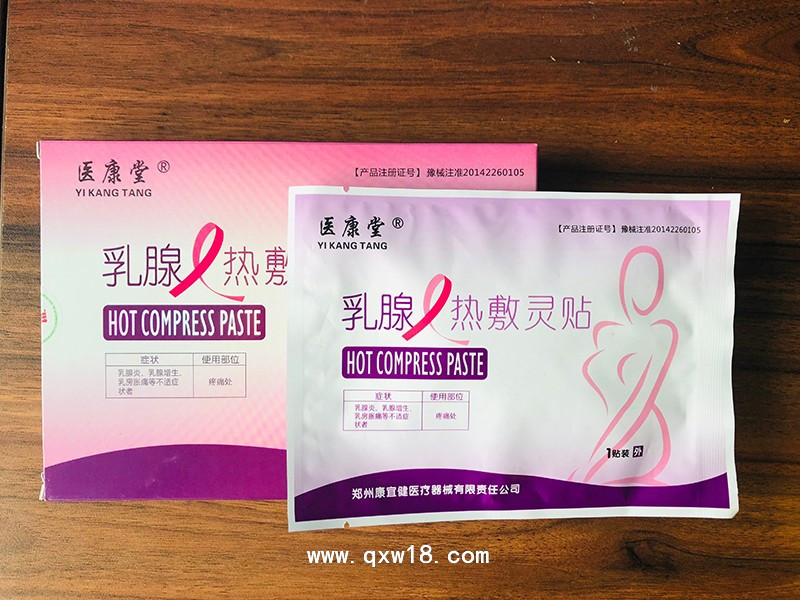 医康堂®
YI KANG TANG
【产品注册证号】豫械注准20142260105
乳腺热敷
HOT COMPRESS PASTE
症状 使用部位
乳腺炎、乳腺增生、
乳房胀痛等不适症
状者
疼痛处
医康堂®
YI KANG TANG
【产品注册证号】豫械注准20142260105
乳腺热敷灵贴
HOT COMPRESS PASTE
症状 使用部位
乳腺炎、乳腺增生、
乳房胀痛等不适症
状者
疼痛处
1贴装 外
郑州康宜健医疗器械有限责任公司
www.qxw18.com